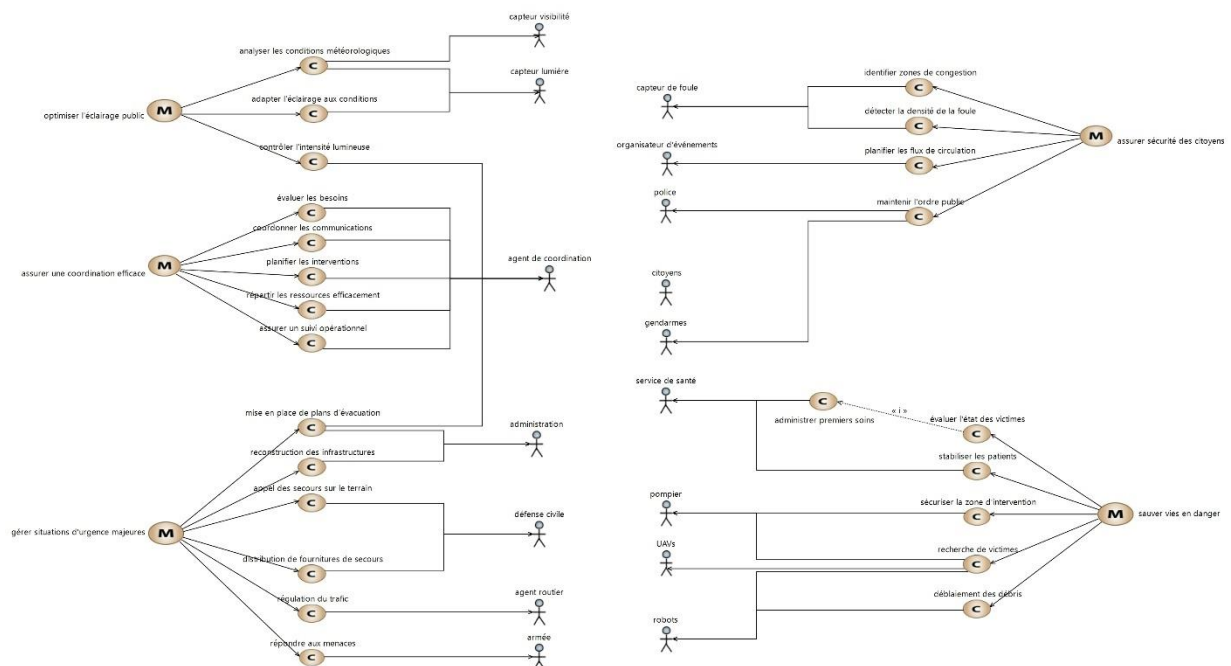 capteur visibilité
analyser les conditions météorologiques
C
capteur lumière
adapter l'éclairage aux conditions
C
M
optimiser l'éclairage public
contrôler l'intensité lumineuse
C
évaluer les besoins
C
coordonner les communications
C
M
assurer une coordination efficace
planifier les interventions
C
agent de coordination
répartir les ressources efficacement
C
assurer un suivi opérationnel
C
mise en place de plans d'évacuation
C
administration
reconstruction des infrastructures
C
appel des secours sur le terrain
C
M
gérer situations d'urgence majeures
défense civile
distribution de fournitures de secours
C
régulation du trafic
C
agent routier
répondre aux menaces
C
armée
identifier zones de congestion
C
capteur de foule
détecter la densité de la foule
C
M
assurer sécurité des citoyens
organisateur d'événements
planifier les flux de circulation
C
police
maintenir l'ordre public
C
citoyens
gendarmes
service de santé
C
administrer premiers soins
« i »
évaluer l'état des victimes
C
stabiliser les patients
C
pompier
sécuriser la zone d'intervention
C
M
sauver vies en danger
UAVs
recherche de victimes
C
déblaiement des débris
C
robots